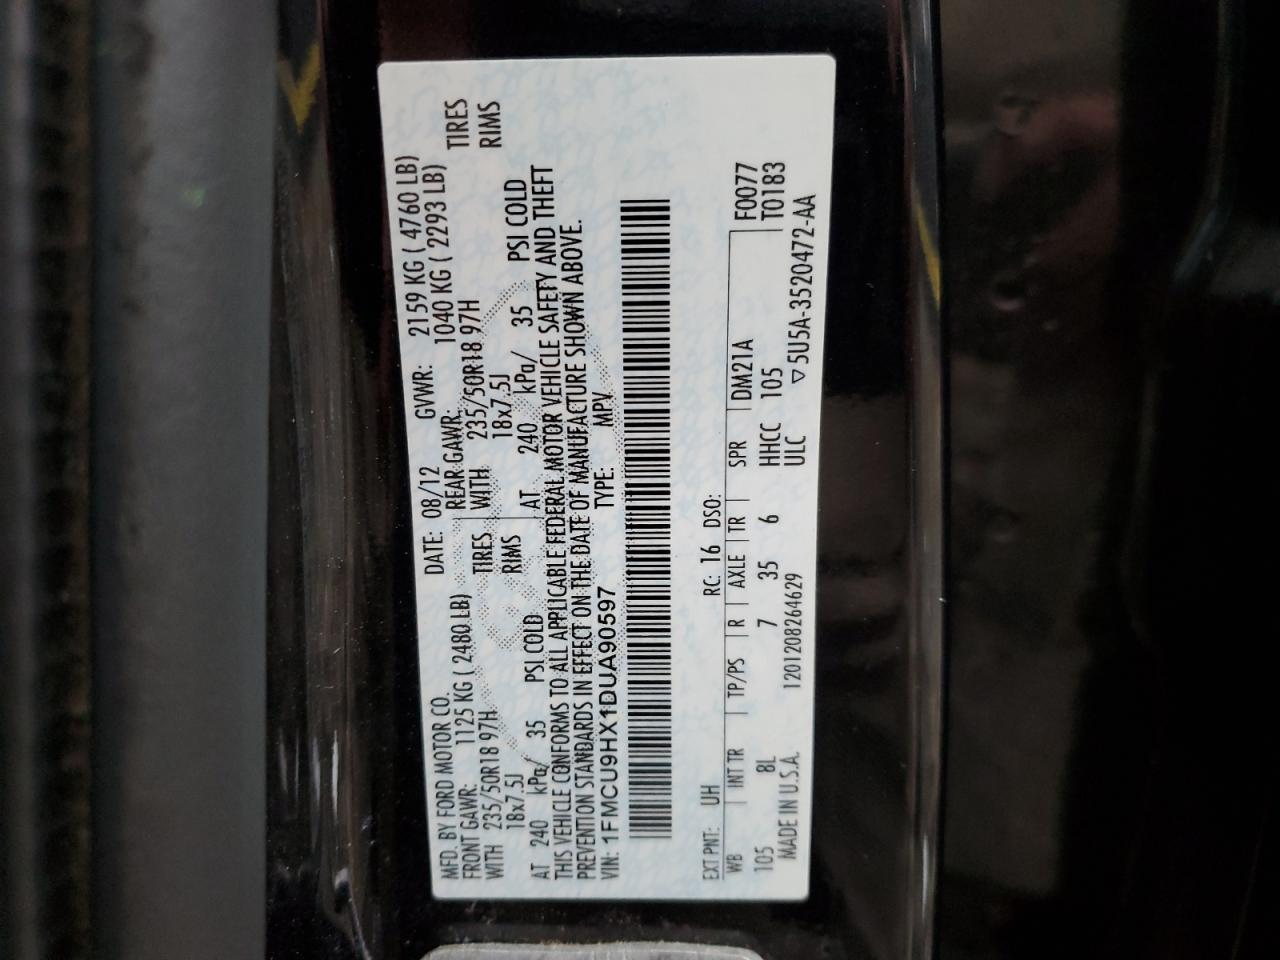 MFD. BY FORD MOTOR CO. DATE: 08/12 GVWR: 2159 KG ( 4760 LB)
FRONT GAWR: 1125 KG ( 2480 LB) REAR GAWR: 1040 KG ( 2293 LB)
WITH 235/50R18 97H TIRES WITH 235/50R18 97H TIRES
18x7.5J RIMS 18x7.5J RIMS
AT 240 kPa/ 35 PSI COLD AT 240 kPa/ 35 PSI COLD
THIS VEHICLE CONFORMS TO ALL APPLICABLE FEDERAL MOTOR VEHICLE SAFETY AND THEFT
PREVENTION STANDARDS IN EFFECT ON THE DATE OF MANUFACTURE SHOWN ABOVE.
VIN: 1FMCU9HX1DUA90597 TYPE: MPV
EXT PNT: UH RC: 16 DSO:
WB INT TR TP/PS R AXLE TR SPR DM21A F0077
105 8L 7 35 6 HHCC 105 T0183
MADE IN U.S.A. 1201208264629 ULC ▽5U5A-3520472-AA